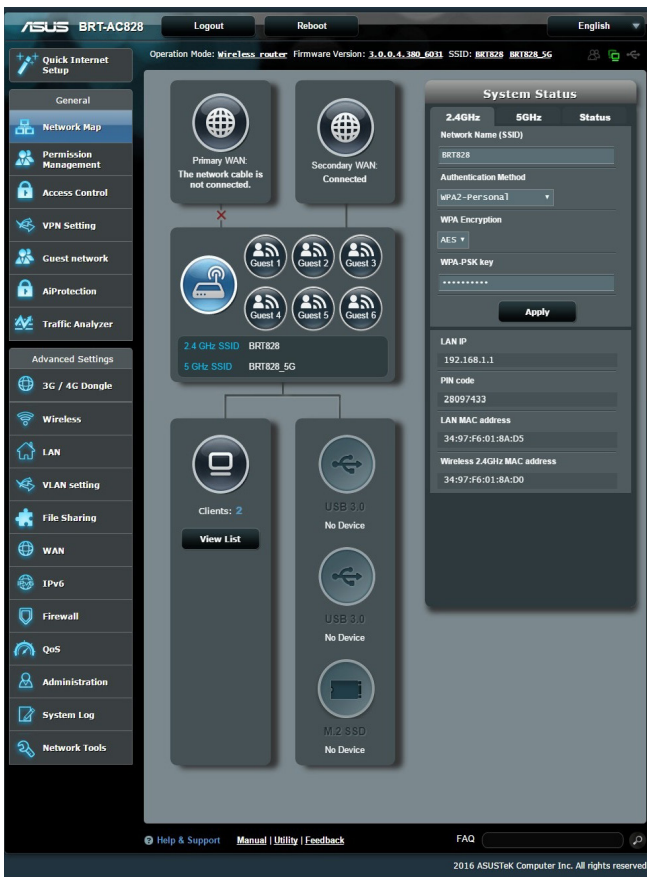 ASUS BRT-AC828
Logout
Reboot
English
Quick Internet
Setup
Operation Mode: Wireless router Firmware Version: 3.0.0.4.380_6031 SSID: BRT828 BRT828_5G
General
Network Map
Permission
Management
Access Control
VPN Setting
Guest network
AiProtection
Traffic Analyzer
Advanced Settings
3G / 4G Dongle
Wireless
LAN
VLAN setting
File Sharing
WAN
IPv6
Firewall
QoS
Administration
System Log
Network Tools
Primary WAN:
The network cable is
not connected.
Secondary WAN:
Connected
Guest 1
Guest 2
Guest 3
Guest 4
Guest 5
Guest 6
2.4 GHz SSID BRT828
5 GHz SSID BRT828_5G
Clients: 2
View List
USB 3.0
No Device
USB 3.0
No Device
M.2 SSD
No Device
System Status
2.4GHz 5GHz Status
Network Name (SSID)
BRT828
Authentication Method
WPA2-Personal
WPA Encryption
AES
WPA-PSK key
••••••••••
Apply
LAN IP
192.168.1.1
PIN code
28097433
LAN MAC address
34:97:F6:01:8A:D5
Wireless 2.4GHz MAC address
34:97:F6:01:8A:D0
Help & Support Manual | Utility | Feedback
FAQ
2016 ASUSTeK Computer Inc. All rights reserved